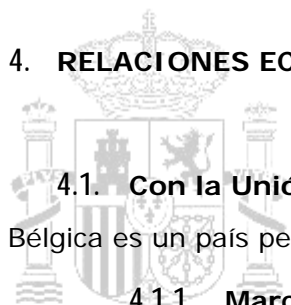 4. RELACIONES EC
4.1. Con la Unió
Bélgica es un país pe
4.1.1. Marc